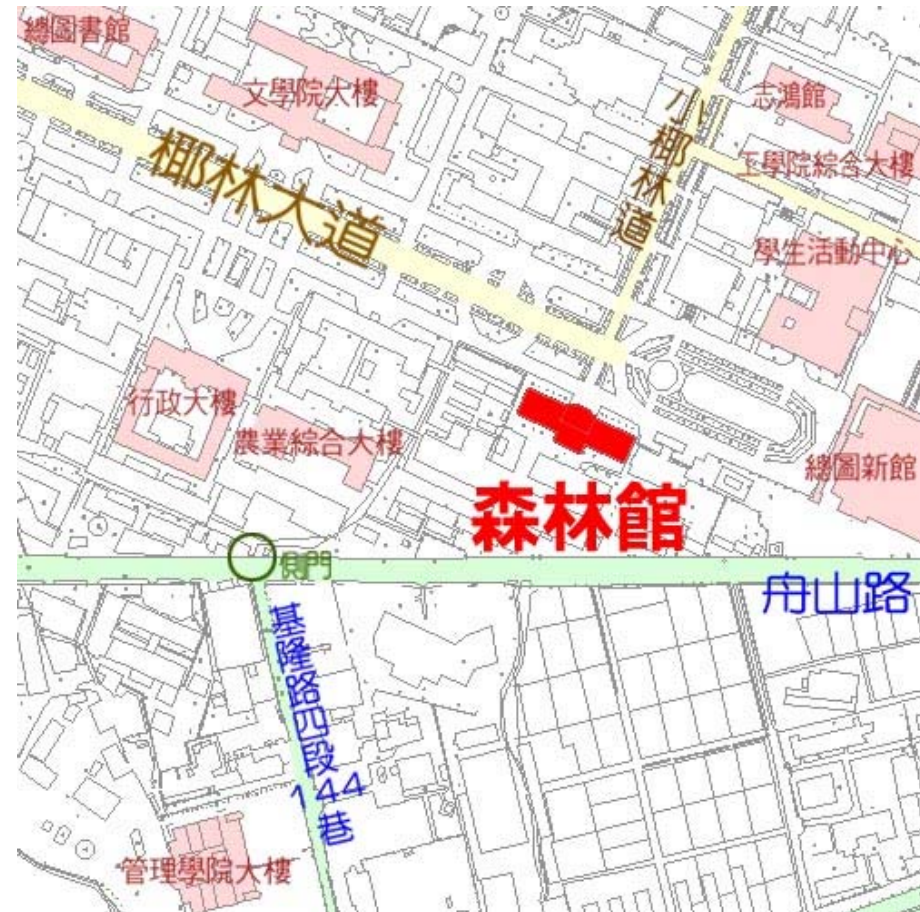 總圖書館
文學院大樓
志鴻館
小椰林道
工學院綜合大樓
椰林大道
學生活動中心
行政大樓
農業綜合大樓
總圖新館
森林館
側門
舟山路
基隆路四段144巷
管理學院大樓